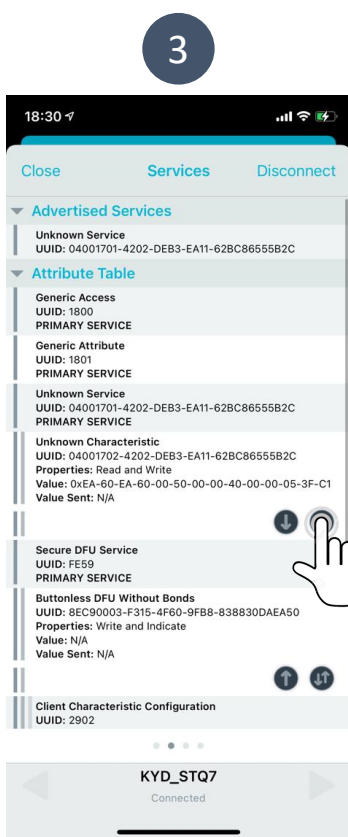 3
18:30
Close Services Disconnect
Advertised Services
Unknown Service
UUID: 04001701-4202-DEB3-EA11-62BC86555B2C
Attribute Table
Generic Access
UUID: 1800
PRIMARY SERVICE
Generic Attribute
UUID: 1801
PRIMARY SERVICE
Unknown Service
UUID: 04001701-4202-DEB3-EA11-62BC86555B2C
PRIMARY SERVICE
Unknown Characteristic
UUID: 04001702-4202-DEB3-EA11-62BC86555B2C
Properties: Read and Write
Value: 0xEA-60-EA-60-00-50-00-00-40-00-00-05-3F-C1
Value Sent: N/A
Secure DFU Service
UUID: FE59
PRIMARY SERVICE
Buttonless DFU Without Bonds
UUID: 8EC90003-F315-4F60-9FB8-838830DAEA50
Properties: Write and Indicate
Value: N/A
Value Sent: N/A
Client Characteristic Configuration
UUID: 2902
KYD_STQ7
Connected